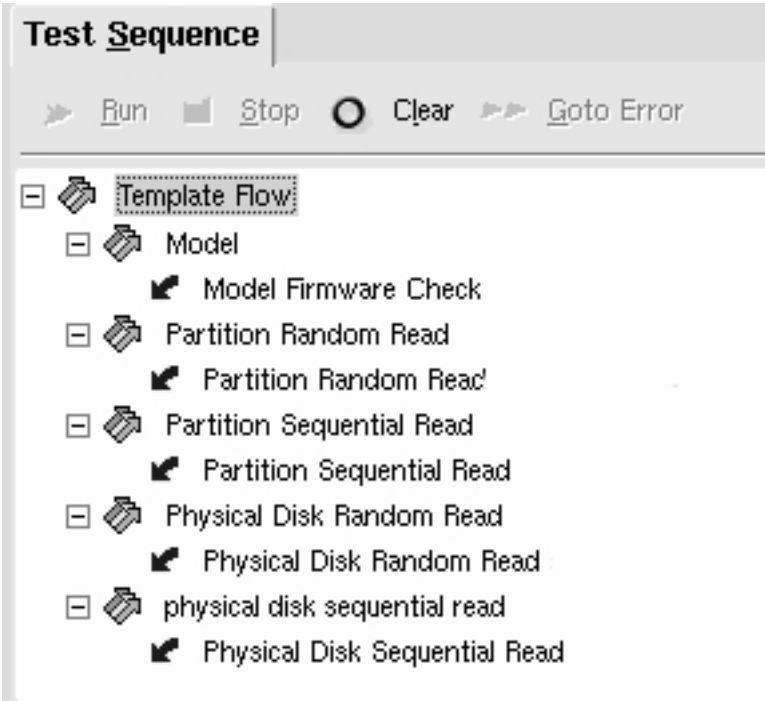 Test Sequence
Run Stop Clear Goto Error
Template Flow
Model
Model Firmware Check
Partition Random Read
Partition Random Read
Partition Sequential Read
Partition Sequential Read
Physical Disk Random Read
Physical Disk Random Read
physical disk sequential read
Physical Disk Sequential Read